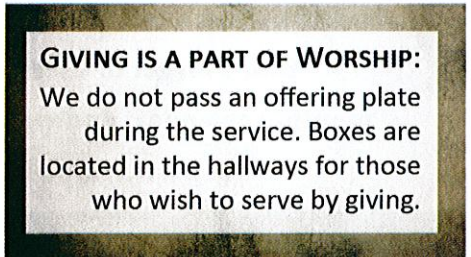 GIVING IS A PART OF WORSHIP:
We do not pass an offering plate
during the service. Boxes are
located in the hallways for those
who wish to serve by giving.